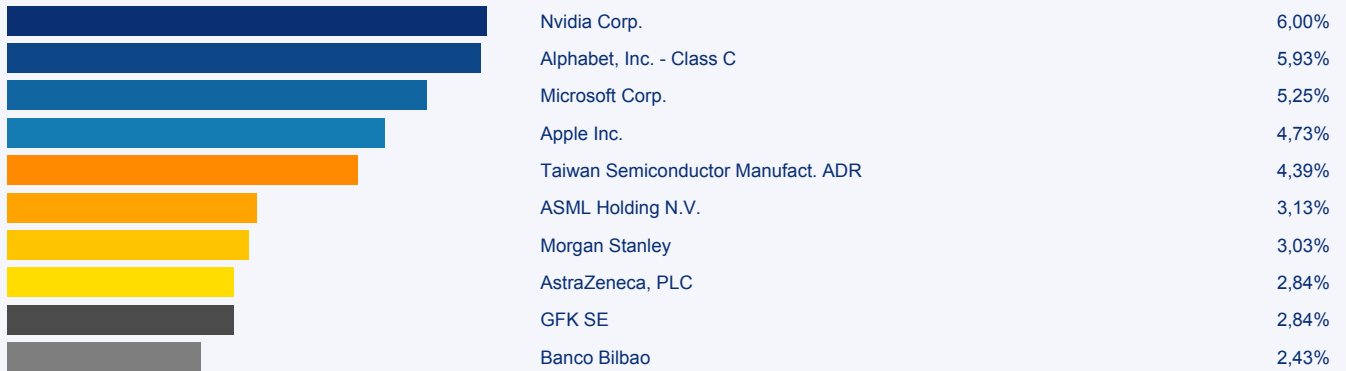 Nvidia Corp. 6,00%
Alphabet, Inc. - Class C 5,93%
Microsoft Corp. 5,25%
Apple Inc. 4,73%
Taiwan Semiconductor Manufact. ADR 4,39%
ASML Holding N.V. 3,13%
Morgan Stanley 3,03%
AstraZeneca, PLC 2,84%
GFK SE 2,84%
Banco Bilbao 2,43%